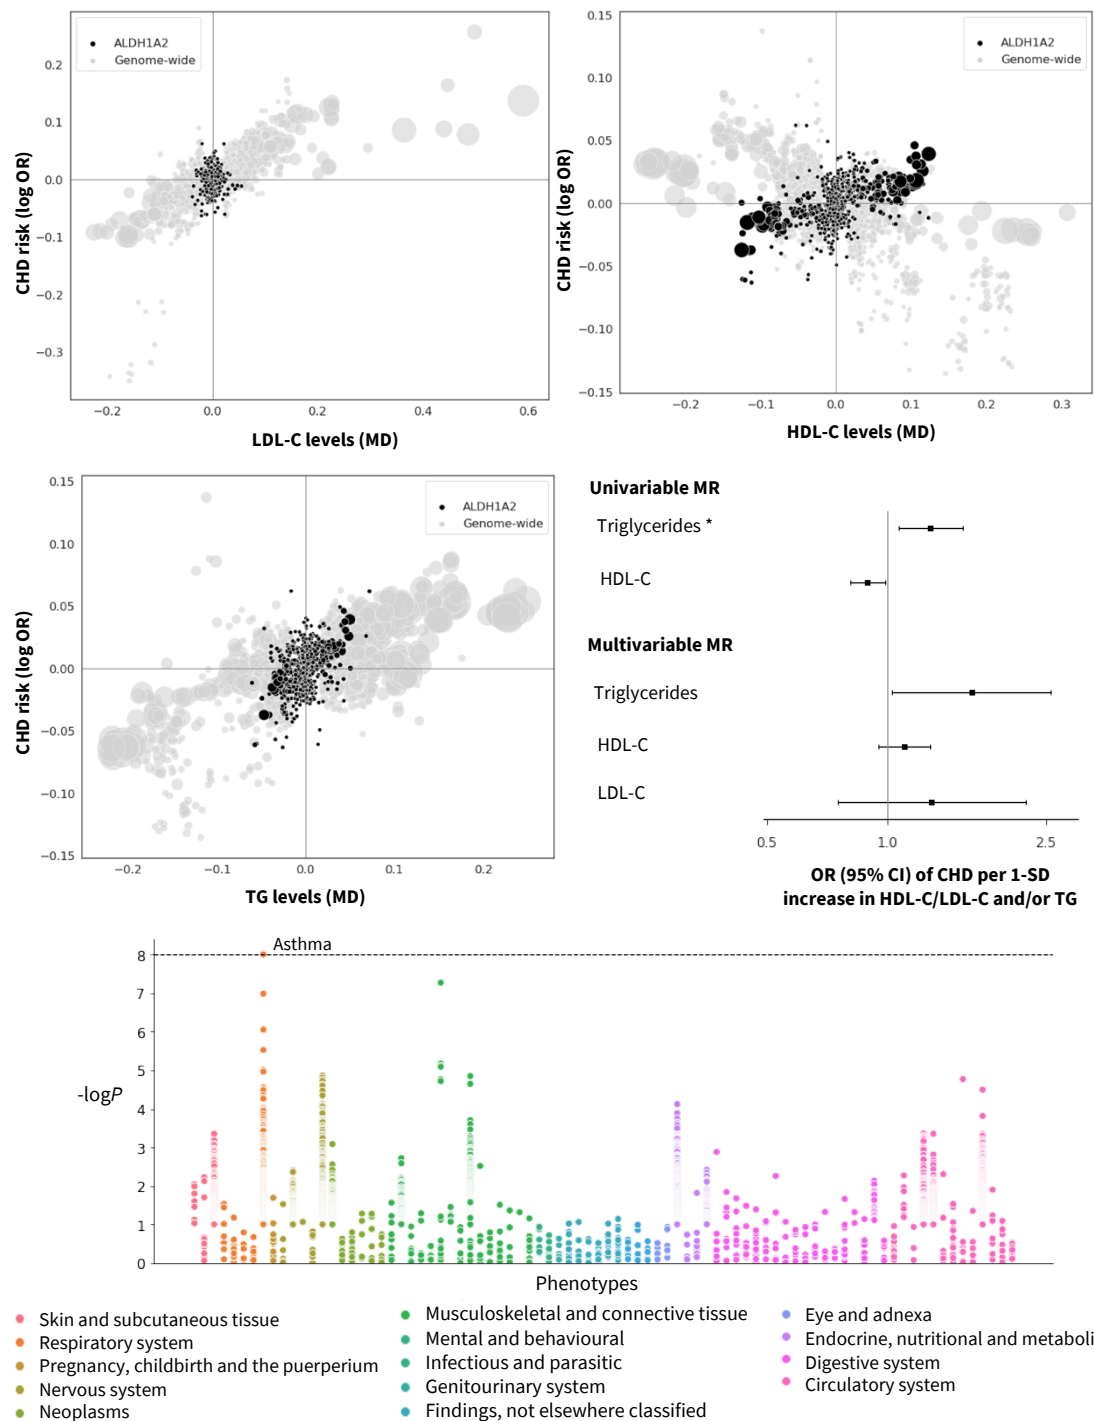 ALDH1A2
Genome-wide
0.2
0.1
0.0
−0.1
−0.2
−0.3
CHD risk (log OR)
−0.2
0.0
0.2
0.4
0.6
LDL-C levels (MD)
ALDH1A2
Genome-wide
0.15
0.10
0.05
0.00
−0.05
−0.10
−0.15
CHD risk (log OR)
−0.2
−0.1
0.0
0.1
0.2
0.3
HDL-C levels (MD)
ALDH1A2
Genome-wide
0.15
0.10
0.05
0.00
−0.05
−0.10
−0.15
CHD risk (log OR)
−0.2
−0.1
0.0
0.1
0.2
TG levels (MD)
Univariable MR
Triglycerides *
HDL-C
Multivariable MR
Triglycerides
HDL-C
LDL-C
0.5
1.0
2.5
OR (95% CI) of CHD per 1-SD
increase in HDL-C/LDL-C and/or TG
Asthma
8
7
6
5
4
3
2
1
0
-logP
Phenotypes
Skin and subcutaneous tissue
Respiratory system
Pregnancy, childbirth and the puerperium
Nervous system
Neoplasms
Musculoskeletal and connective tissue
Mental and behavioural
Infectious and parasitic
Genitourinary system
Findings, not elsewhere classified
Eye and adnexa
Endocrine, nutritional and metaboli
Digestive system
Circulatory system